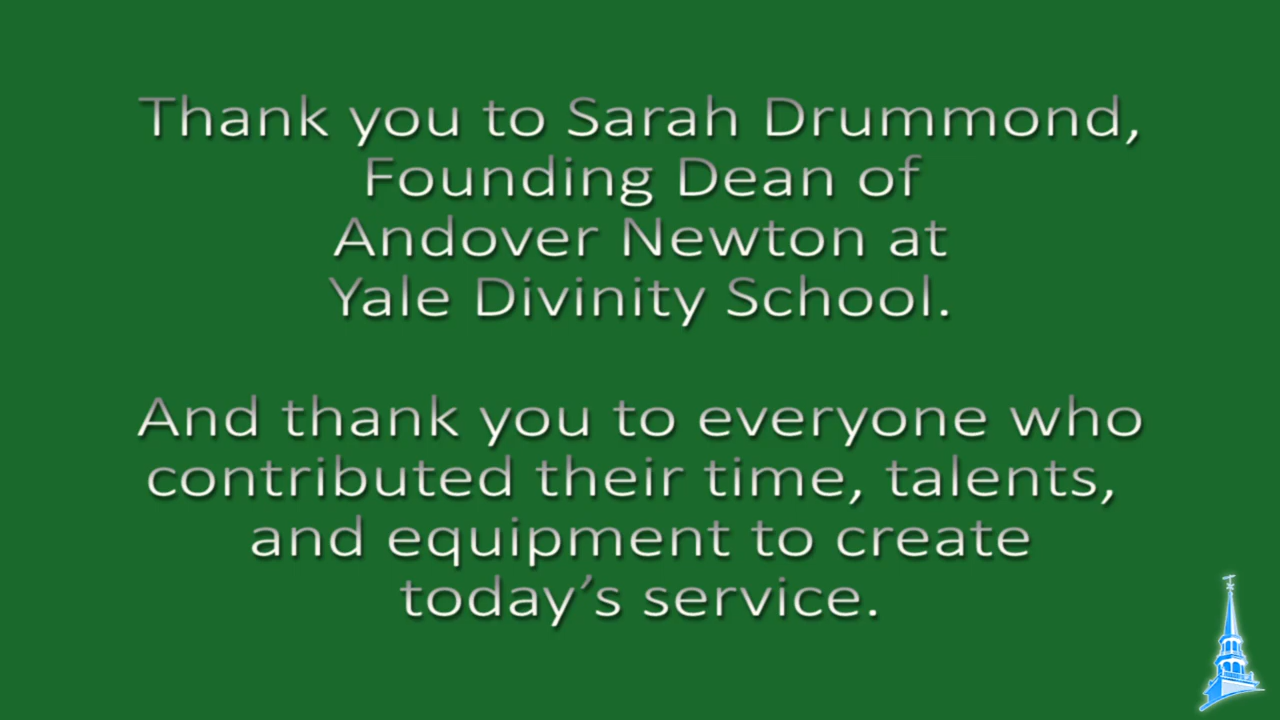 Thank you to Sarah Drummond,
Founding Dean of
Andover Newton at
Yale Divinity School.
And thank you to everyone who
contributed their time, talents,
and equipment to create
today’s service.